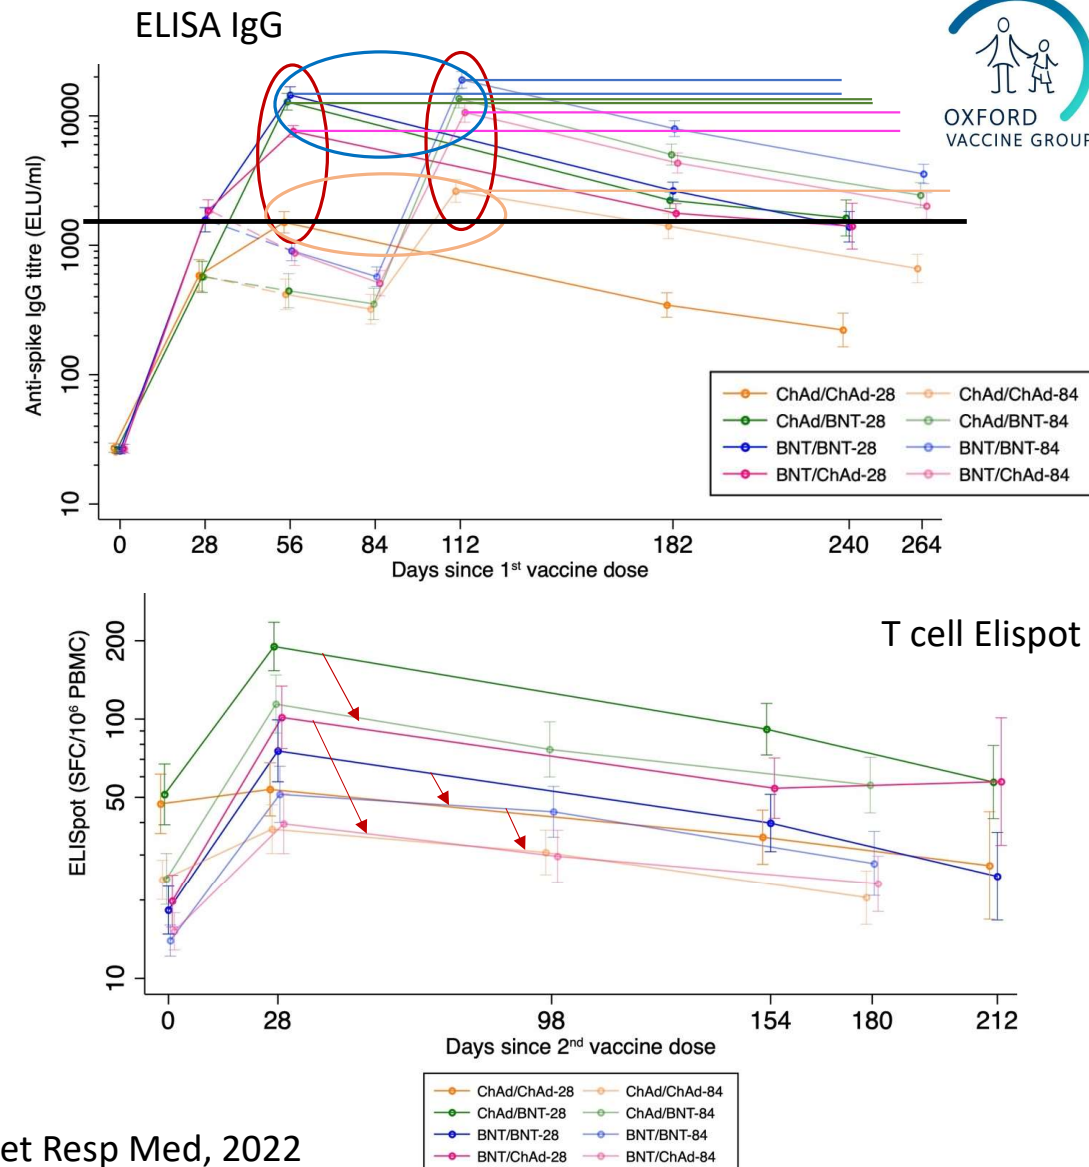 ELISA IgG
OXFORD
VACCINE GROUP
Anti-spike IgG titre (ELU/ml)
10000
1000
100
10
0 28 56 84 112 182 240 264
Days since 1st vaccine dose
ChAd/ChAd-28 ChAd/ChAd-84
ChAd/BNT-28 ChAd/BNT-84
BNT/BNT-28 BNT/BNT-84
BNT/ChAd-28 BNT/ChAd-84
T cell Elispot
ELISpot (SFC/10⁶ PBMC)
200
100
50
10
0 28 98 154 180 212
Days since 2nd vaccine dose
ChAd/ChAd-28 ChAd/ChAd-84
ChAd/BNT-28 ChAd/BNT-84
BNT/BNT-28 BNT/BNT-84
BNT/ChAd-28 BNT/ChAd-84
et Resp Med, 2022